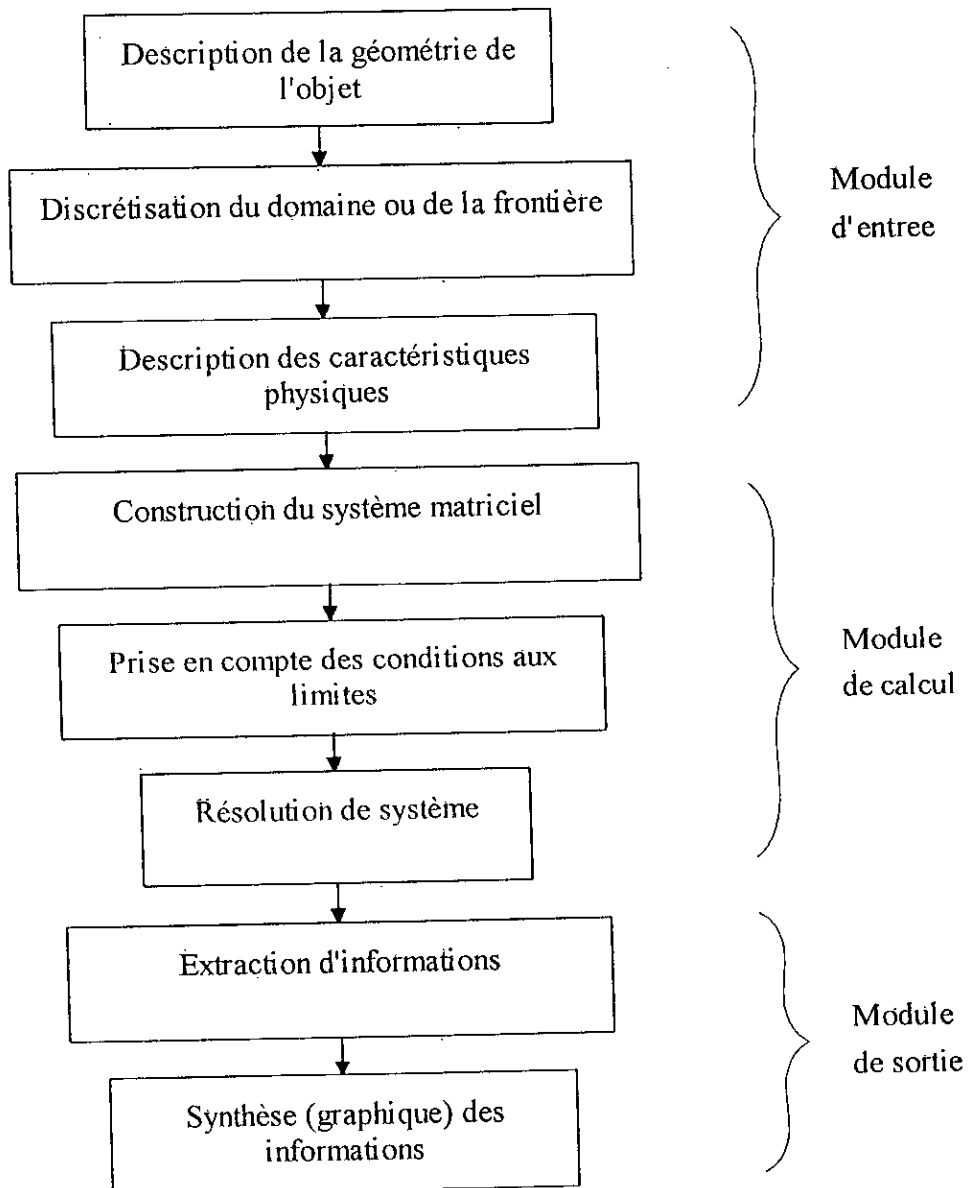 Description de la géométrie de
l'objet
Discrétisation du domaine ou de la frontière
Module
d'entree
Description des caractéristiques
physiques
Construction du système matriciel
Prise en compte des conditions aux
limites
Module
de calcul
Résolution de système
Extraction d'informations
Module
de sortie
Synthèse (graphique) des
informations